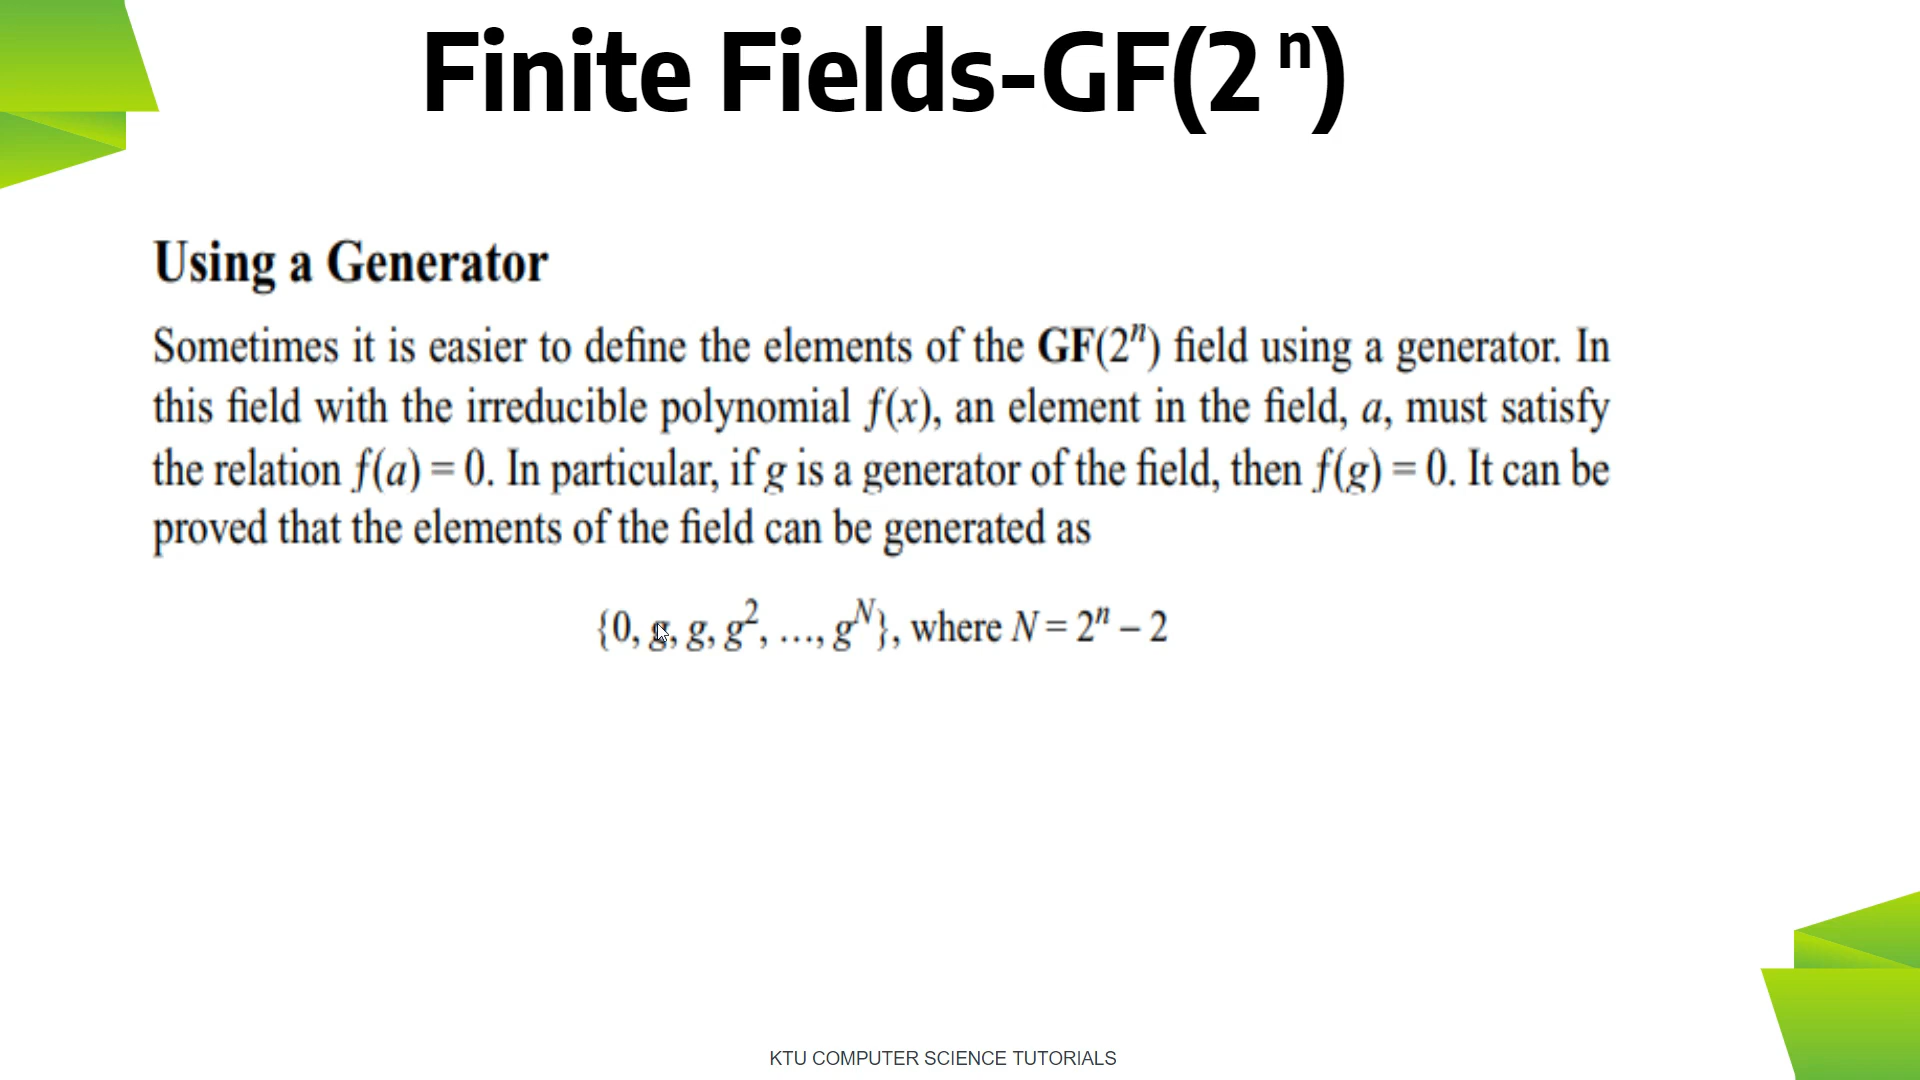 Finite Fields-GF(2 ⁿ)
Using a Generator
Sometimes it is easier to define the elements of the GF(2ⁿ) field using a generator. In
this field with the irreducible polynomial f(x), an element in the field, a, must satisfy
the relation f(a) = 0. In particular, if g is a generator of the field, then f(g) = 0. It can be
proved that the elements of the field can be generated as
{0, g, g, g², ..., gᴺ}, where N = 2ⁿ – 2
KTU COMPUTER SCIENCE TUTORIALS